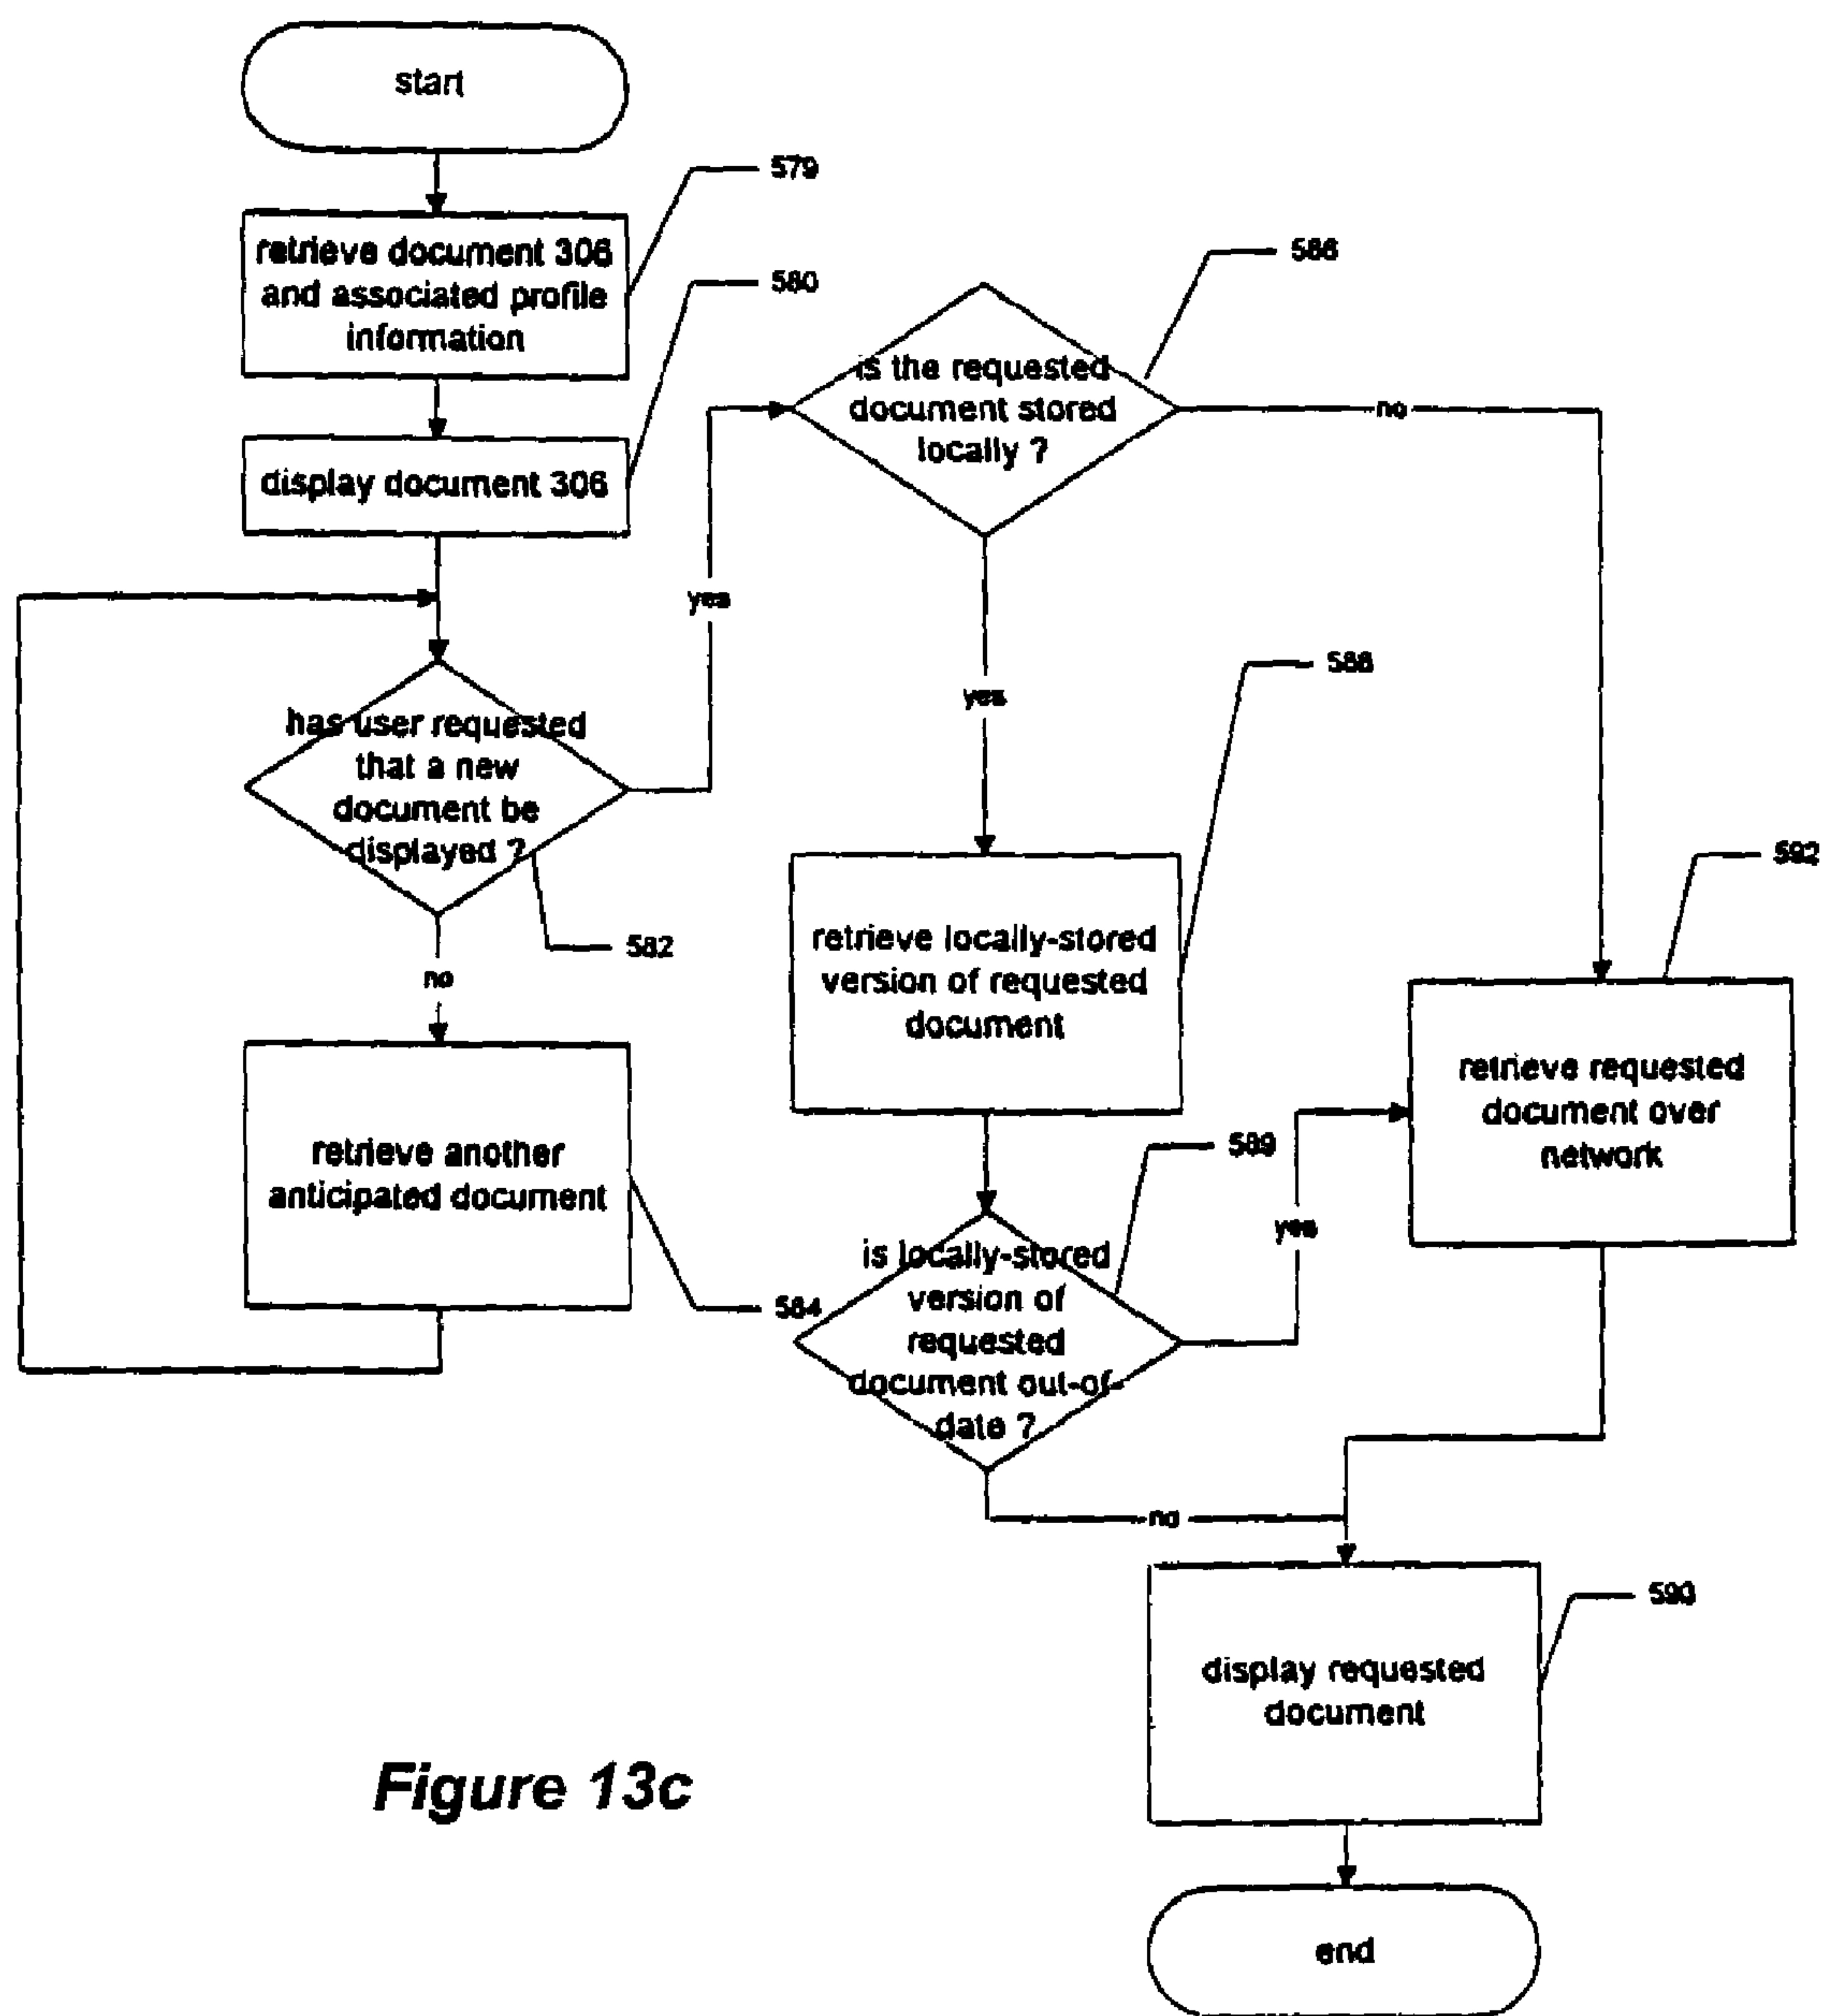 start
579
retrieve document 306
and associated profile
information
580
display document 306
has user requested
that a new
document be
displayed ?
582
yes
no
retrieve another
anticipated document
584
586
is the requested
document stored
locally ?
no
yes
588
retrieve locally-stored
version of requested
document
589
is locally-stored
version of
requested
document out-of-
date ?
yes
no
592
retrieve requested
document over
network
590
display requested
document
end
Figure 13c